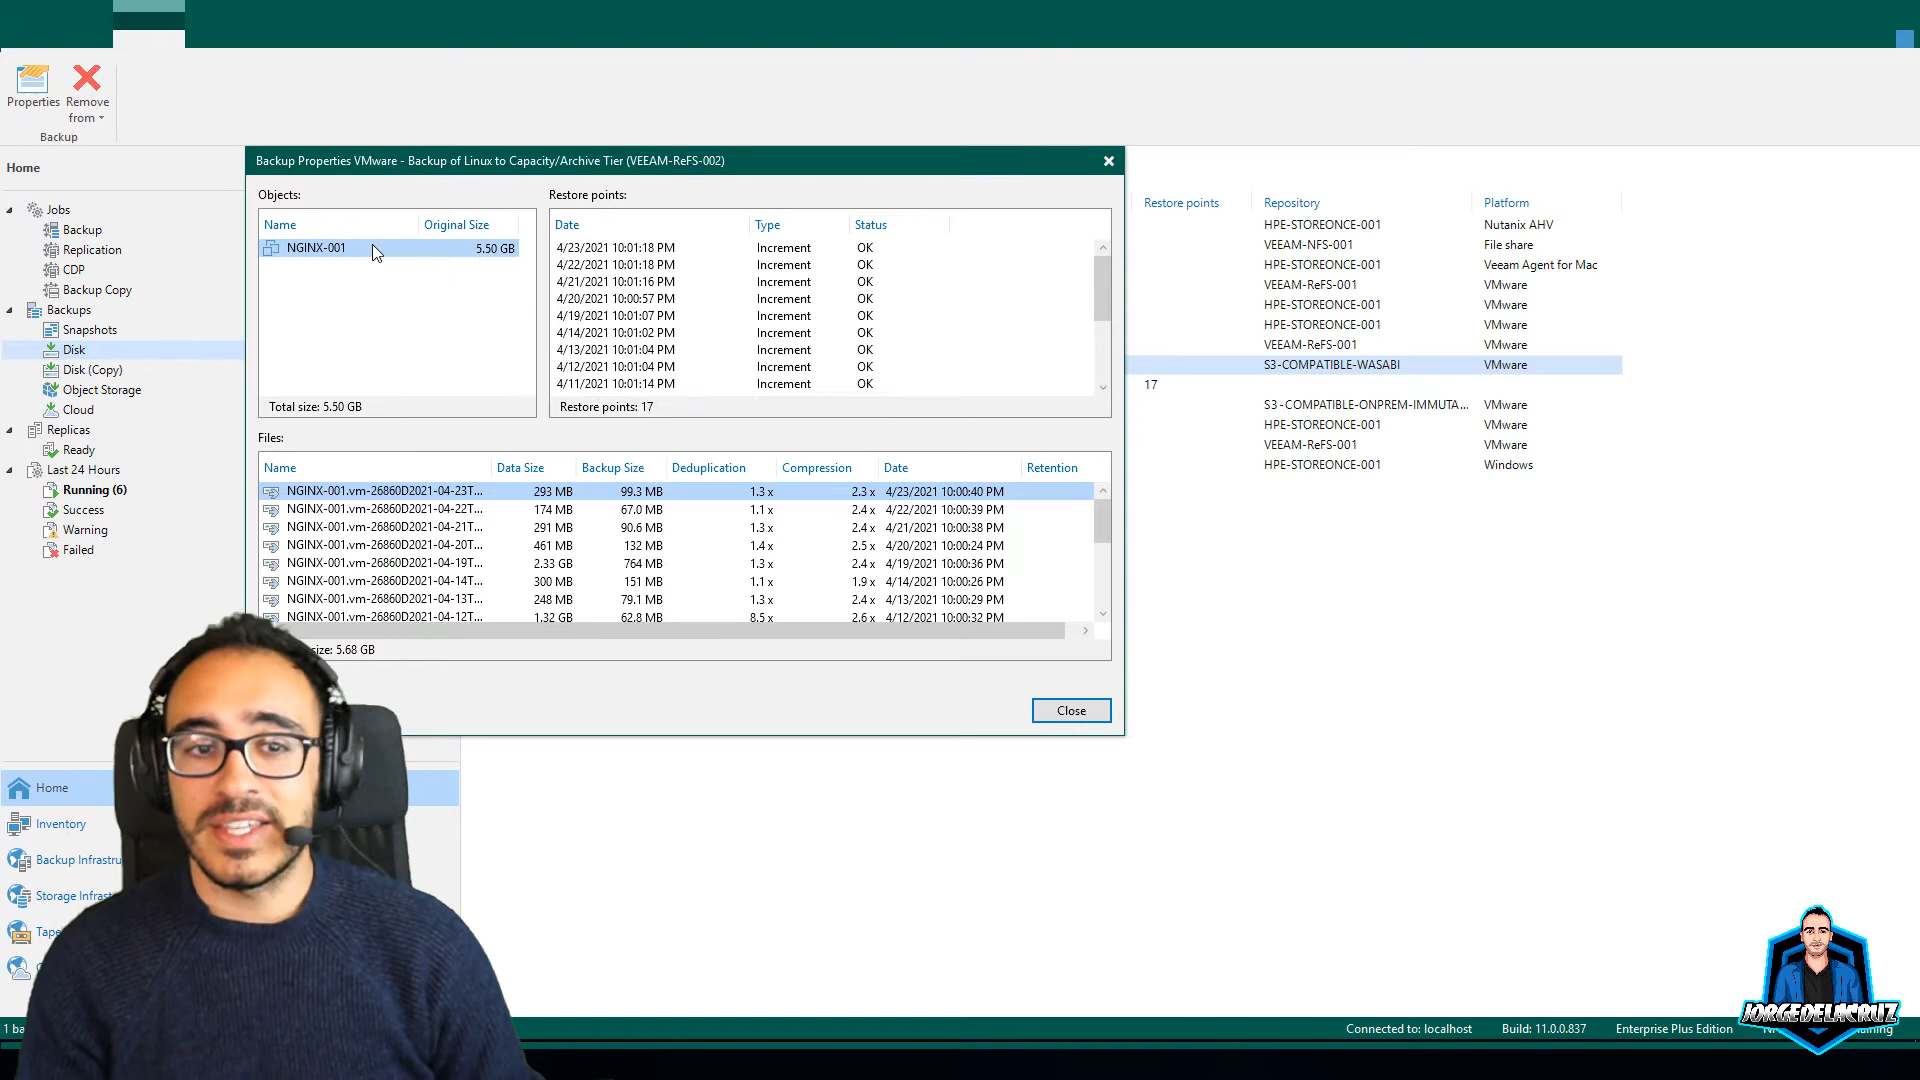 Properties
Remove
from
Backup
Home
Jobs
Backup
Replication
CDP
Backup Copy
Backups
Snapshots
Disk
Disk (Copy)
Object Storage
Cloud
Replicas
Ready
Last 24 Hours
Running (6)
Success
Warning
Failed
Home
Inventory
Backup Infrastru
Storage Infrast
Tape
1 ba
Backup Properties VMware - Backup of Linux to Capacity/Archive Tier (VEEAM-ReFS-002)
Objects:
Name Original Size
NGINX-001 5.50 GB
Total size: 5.50 GB
Restore points:
Date Type Status
4/23/2021 10:01:18 PM Increment OK
4/22/2021 10:01:18 PM Increment OK
4/21/2021 10:01:16 PM Increment OK
4/20/2021 10:00:57 PM Increment OK
4/19/2021 10:01:07 PM Increment OK
4/14/2021 10:01:02 PM Increment OK
4/13/2021 10:01:04 PM Increment OK
4/12/2021 10:01:04 PM Increment OK
4/11/2021 10:01:14 PM Increment OK
Restore points: 17
Files:
Name Data Size Backup Size Deduplication Compression Date Retention
NGINX-001.vm-26860D2021-04-23T... 293 MB 99.3 MB 1.3 x 2.3 x 4/23/2021 10:00:40 PM
NGINX-001.vm-26860D2021-04-22T... 174 MB 67.0 MB 1.1 x 2.4 x 4/22/2021 10:00:39 PM
NGINX-001.vm-26860D2021-04-21T... 291 MB 90.6 MB 1.3 x 2.4 x 4/21/2021 10:00:38 PM
NGINX-001.vm-26860D2021-04-20T... 461 MB 132 MB 1.4 x 2.5 x 4/20/2021 10:00:24 PM
NGINX-001.vm-26860D2021-04-19T... 2.33 GB 764 MB 1.3 x 2.4 x 4/19/2021 10:00:36 PM
NGINX-001.vm-26860D2021-04-14T... 300 MB 151 MB 1.1 x 1.9 x 4/14/2021 10:00:26 PM
NGINX-001.vm-26860D2021-04-13T... 248 MB 79.1 MB 1.3 x 2.4 x 4/13/2021 10:00:29 PM
NGINX-001.vm-26860D2021-04-12T... 1.32 GB 62.8 MB 8.5 x 2.6 x 4/12/2021 10:00:32 PM
size: 5.68 GB
Close
Restore points Repository Platform
HPE-STOREONCE-001 Nutanix AHV
VEEAM-NFS-001 File share
HPE-STOREONCE-001 Veeam Agent for Mac
VEEAM-ReFS-001 VMware
HPE-STOREONCE-001 VMware
HPE-STOREONCE-001 VMware
VEEAM-ReFS-001 VMware
S3-COMPATIBLE-WASABI VMware
17
S3-COMPATIBLE-ONPREM-IMMUTA... VMware
HPE-STOREONCE-001 VMware
VEEAM-ReFS-001 VMware
HPE-STOREONCE-001 Windows
JORGEDELACRUZ
Connected to: localhost Build: 11.0.0.837 Enterprise Plus Edition